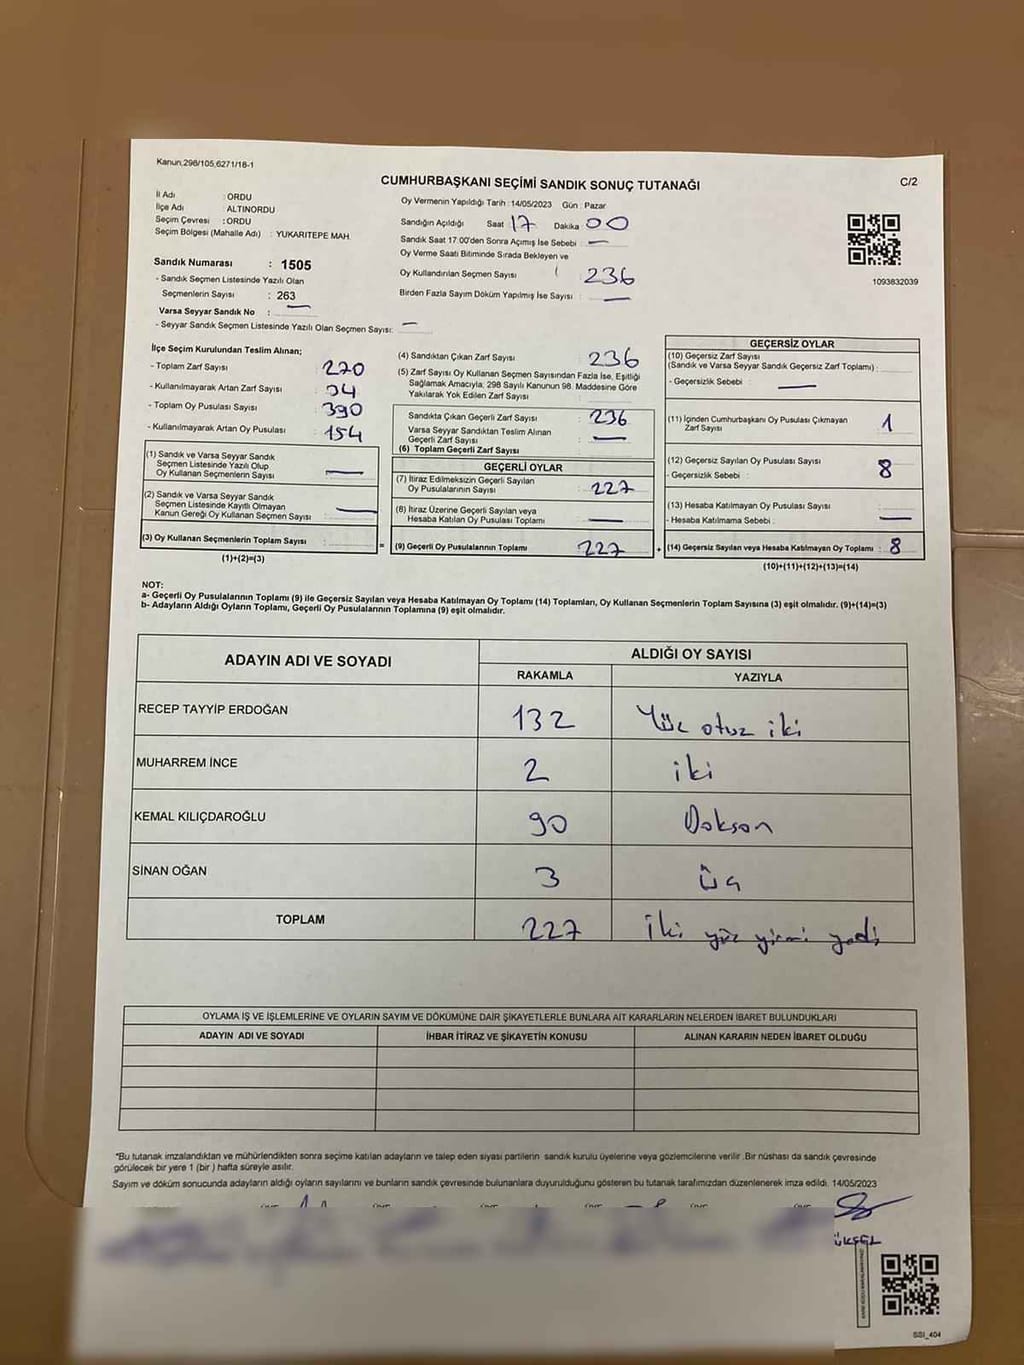 Kanun,298/105,6271/18-1
CUMHURBAŞKANI SEÇİMİ SANDIK SONUÇ TUTANAĞI
C/2
İl Adı : ORDU
İlçe Adı : ALTINORDU
Seçim Çevresi : ORDU
Seçim Bölgesi (Mahalle Adı) : YUKARITEPE MAH.
Sandık Numarası : 1505
- Sandık Seçmen Listesinde Yazılı Olan
Seçmenlerin Sayısı : 263
Varsa Seyyar Sandık No : —
- Seyyar Sandık Seçmen Listesinde Yazılı Olan Seçmen Sayısı: —
Oy Vermenin Yapıldığı Tarih : 14/05/2023 Gün : Pazar
Sandığın Açıldığı Saat 17 Dakika 00
Sandık Saat 17:00'den Sonra Açımış İse Sebebi —
Oy Verme Saati Bitiminde Sırada Bekleyen ve
Oy Kullandırılan Seçmen Sayısı 236
Birden Fazla Sayım Döküm Yapılmış İse Sayısı : —
1093832039
İlçe Seçim Kurulundan Teslim Alınan;
- Toplam Zarf Sayısı : 270
- Kullanılmayarak Artan Zarf Sayısı : 34
- Toplam Oy Pusulası Sayısı : 390
- Kullanılmayarak Artan Oy Pusulası : 154
(1) Sandık ve Varsa Seyyar Sandık
Seçmen Listesinde Yazılı Olup
Oy Kullanan Seçmenlerin Sayısı : —
(2) Sandık ve Varsa Seyyar Sandık
Seçmen Listesinde Kayıtlı Olmayan
Kanun Gereği Oy Kullanan Seçmen Sayısı : —
(3) Oy Kullanan Seçmenlerin Toplam Sayısı :
(1)+(2)=(3)
(4) Sandıktan Çıkan Zarf Sayısı : 236
(5) Zarf Sayısı Oy Kullanan Seçmen Sayısından Fazla İse, Eşitliği
Sağlamak Amacıyla, 298 Sayılı Kanunun 98. Maddesine Göre
Yakılarak Yok Edilen Zarf Sayısı
Sandıkta Çıkan Geçerli Zarf Sayısı : 236
Varsa Seyyar Sandıktan Teslim Alınan
Geçerli Zarf Sayısı : —
(6) Toplam Geçerli Zarf Sayısı :
GEÇERLİ OYLAR
(7) İtiraz Edilmeksizin Geçerli Sayılan
Oy Pusulalarının Sayısı : 227
(8) İtiraz Üzerine Geçerli Sayılan veya
Hesaba Katılan Oy Pusulası Toplamı : —
= (9) Geçerli Oy Pusulalarının Toplamı : 227
GEÇERSİZ OYLAR
(10) Geçersiz Zarf Sayısı
(Sandık ve Varsa Seyyar Sandık Geçersiz Zarf Toplamı) :
- Geçersizlik Sebebi : —
(11) İçinden Cumhurbaşkanı Oy Pusulası Çıkmayan
Zarf Sayısı 1
(12) Geçersiz Sayılan Oy Pusulası Sayısı : 8
- Geçersizlik Sebebi :
(13) Hesaba Katılmayan Oy Pusulası Sayısı
- Hesaba Katılmama Sebebi : —
+ (14) Geçersiz Sayılan veya Hesaba Katılmayan Oy Toplamı : 8
(10)+(11)+(12)+(13)=(14)
NOT:
a- Geçerli Oy Pusulalarının Toplamı (9) ile Geçersiz Sayılan veya Hesaba Katılmayan Oy Toplamı (14) Toplamları, Oy Kullanan Seçmenlerin Toplam Sayısına (3) eşit olmalıdır. (9)+(14)=(3)
b- Adayların Aldığı Oyların Toplamı, Geçerli Oy Pusulalarının Toplamına (9) eşit olmalıdır.
ADAYIN ADI VE SOYADI
ALDIĞI OY SAYISI
RAKAMLA YAZIYLA
RECEP TAYYİP ERDOĞAN 132 Yüz otuz iki
MUHARREM İNCE 2 iki
KEMAL KILIÇDAROĞLU 90 Doksan
SİNAN OĞAN 3 üç
TOPLAM 227 İki yüz yirmi yedi
OYLAMA İŞ VE İŞLEMLERİNE VE OYLARIN SAYIM VE DÖKÜMÜNE DAİR ŞİKAYETLERLE BUNLARA AİT KARARLARIN NELERDEN İBARET BULUNDUKLARI
ADAYIN ADI VE SOYADI İHBAR İTİRAZ VE ŞİKAYETİN KONUSU ALINAN KARARIN NEDEN İBARET OLDUĞU
*Bu tutanak imzalandıktan ve mühürlendikten sonra seçime katılan adayların ve talep eden siyasi partilerin sandık kurulu üyelerine veya gözlemcilerine verilir .Bir nüshası da sandık çevresinde
görülecek bir yere 1 (bir ) hafta süreyle asılır.
Sayım ve döküm sonucunda adayların aldığı oyların sayılarını ve bunların sandık çevresinde bulunanlara duyurulduğunu gösteren bu tutanak tarafımızdan düzenlenerek imza edildi. 14/05/2023
ÜKSEL
SSI_404